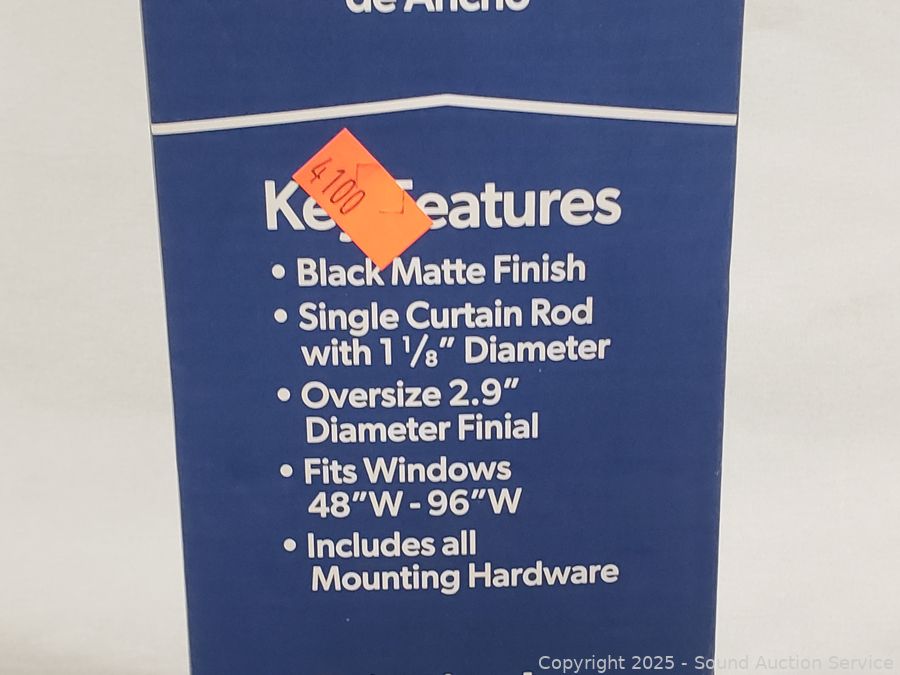 de Ancho
4100
Key Features
• Black Matte Finish
• Single Curtain Rod
with 1 1/8" Diameter
• Oversize 2.9"
Diameter Finial
• Fits Windows
48"W - 96"W
• Includes all
Mounting Hardware
Copyright 2025 - Sound Auction Service